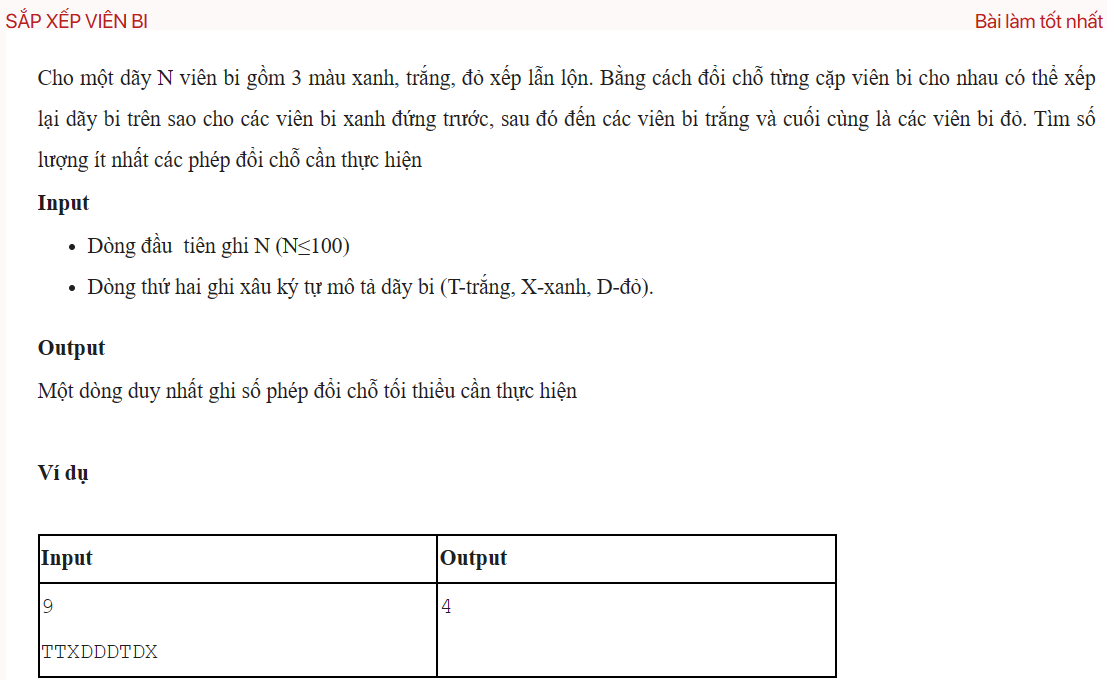 SẮP XẾP VIÊN BI
Bài làm tốt nhất
Cho một dãy N viên bi gồm 3 màu xanh, trắng, đỏ xếp lẫn lộn. Bằng cách đổi chỗ từng cặp viên bi cho nhau có thể xếp
lại dãy bi trên sao cho các viên bi xanh đứng trước, sau đó đến các viên bi trắng và cuối cùng là các viên bi đỏ. Tìm số
lượng ít nhất các phép đổi chỗ cần thực hiện
Input
• Dòng đầu tiên ghi N (N≤100)
• Dòng thứ hai ghi xâu ký tự mô tả dãy bi (T-trắng, X-xanh, D-đỏ).
Output
Một dòng duy nhất ghi số phép đổi chỗ tối thiểu cần thực hiện
Ví dụ
Input Output
9 4
TTXDDDTDX